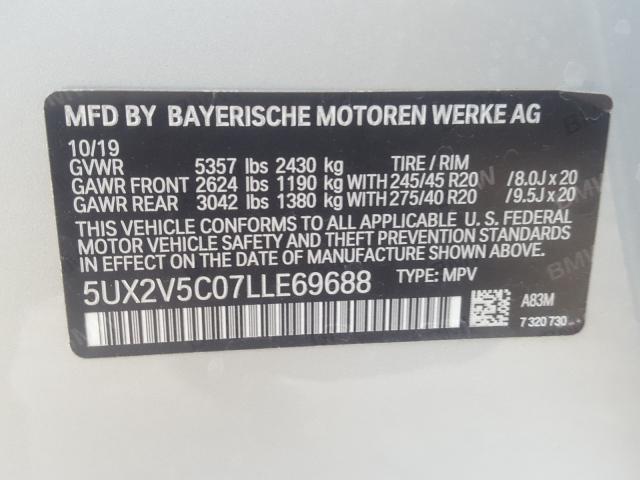 MFD BY BAYERISCHE MOTOREN WERKE AG
10/19
GVWR 5357 lbs 2430 kg TIRE / RIM
GAWR FRONT 2624 lbs 1190 kg WITH 245/45 R20 /8.0J x 20
GAWR REAR 3042 lbs 1380 kg WITH 275/40 R20 /9.5J x 20
THIS VEHICLE CONFORMS TO ALL APPLICABLE U. S. FEDERAL
MOTOR VEHICLE SAFETY AND THEFT PREVENTION STANDARDS
IN EFFECT ON THE DATE OF MANUFACTURE SHOWN ABOVE.
5UX2V5C07LLE69688 TYPE: MPV
A83M
7 320 730